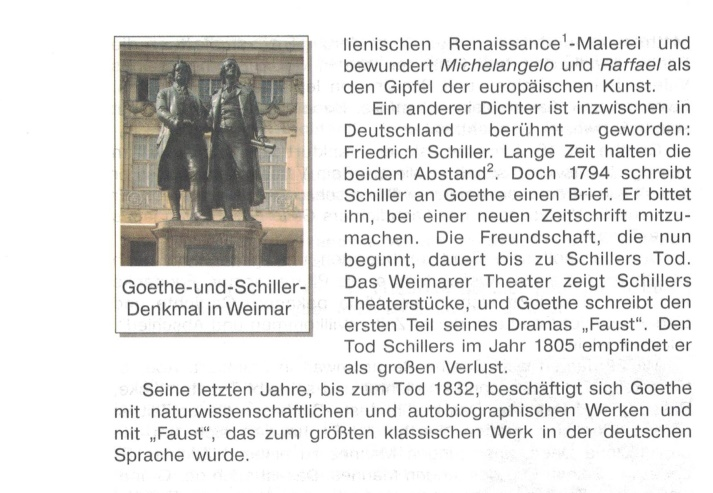 lienischen Renaissance¹-Malerei und
bewundert Michelangelo und Raffael als
den Gipfel der europäischen Kunst.
Ein anderer Dichter ist inzwischen in
Deutschland berühmt geworden:
Friedrich Schiller. Lange Zeit halten die
beiden Abstand². Doch 1794 schreibt
Schiller an Goethe einen Brief. Er bittet
ihn, bei einer neuen Zeitschrift mitzu-
machen. Die Freundschaft, die nun
beginnt, dauert bis zu Schillers Tod.
Das Weimarer Theater zeigt Schillers
Theaterstücke, und Goethe schreibt den
ersten Teil seines Dramas „Faust“. Den
Tod Schillers im Jahr 1805 empfindet er
als großen Verlust.
Goethe-und-Schiller-
Denkmal in Weimar
Seine letzten Jahre, bis zum Tod 1832, beschäftigt sich Goethe
mit naturwissenschaftlichen und autobiographischen Werken und
mit „Faust“, das zum größten klassischen Werk in der deutschen
Sprache wurde.